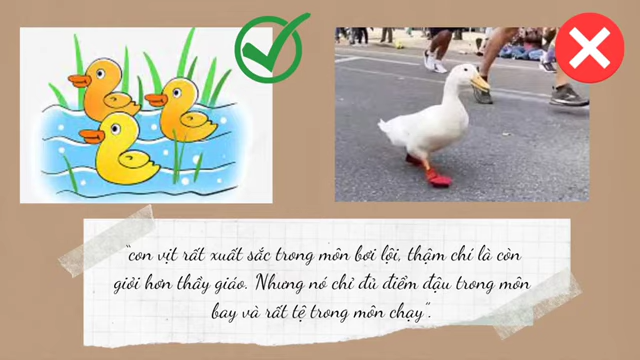 “con vịt rất xuất sắc trong môn bơi lội, thậm chí là còn
giỏi hơn thầy giáo. Nhưng nó chỉ đủ điểm đậu trong môn
bay và rất tệ trong môn chạy”.